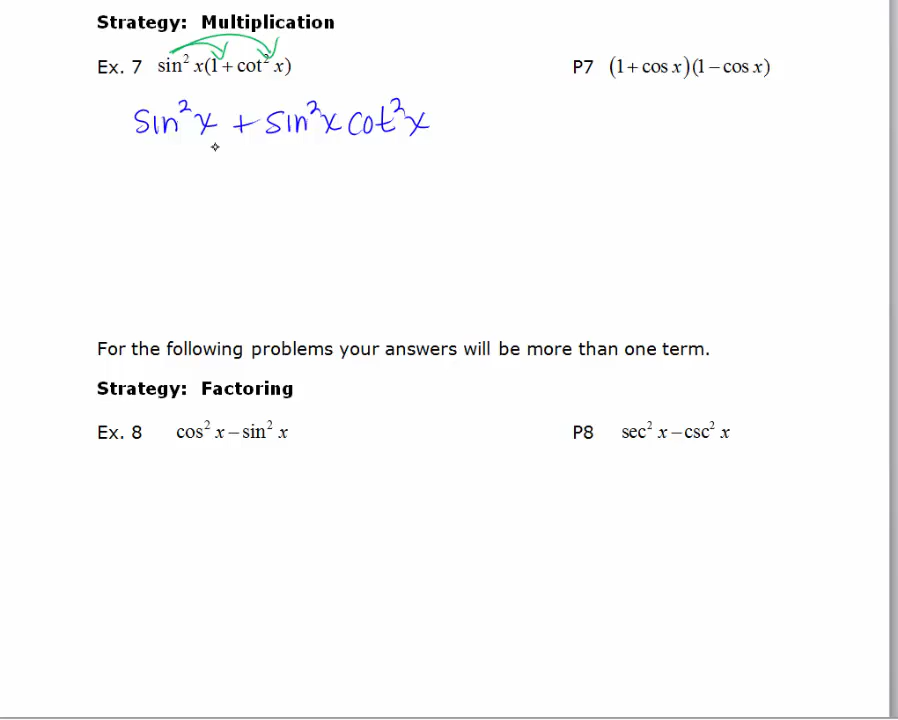 Strategy: Multiplication
Ex. 7 sin² x(1 + cot² x) P7 (1 + cos x)(1 − cos x)
sin²x + sin²x cot²x
For the following problems your answers will be more than one term.
Strategy: Factoring
Ex. 8 cos² x − sin² x P8 sec² x − csc² x